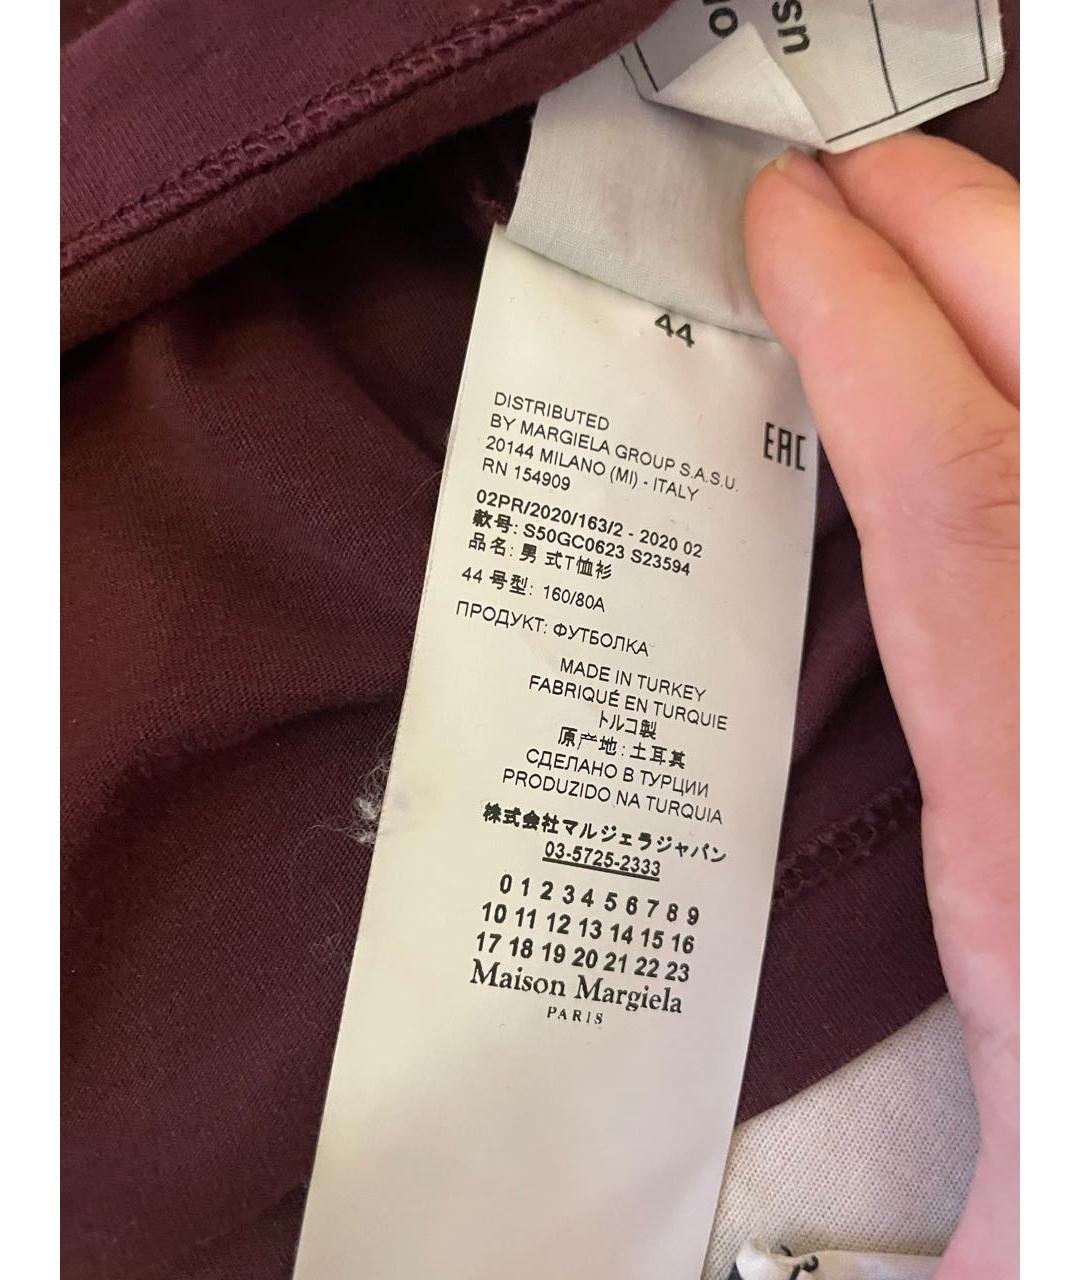 44
EAC
DISTRIBUTED
BY MARGIELA GROUP S.A.S.U.
20144 MILANO (MI) - ITALY
RN 154909
02PR/2020/163/2 - 2020 02
款号: S50GC0623 S23594
品名: 男 式T恤衫
44 号型: 160/80A
ПРОДУКТ: ФУТБОЛКА
MADE IN TURKEY
FABRIQUÉ EN TURQUIE
トルコ製
原产地: 土耳其
СДЕЛАНО В ТУРЦИИ
PRODUZIDO NA TURQUIA
株式会社マルジェラジャパン
03-5725-2333
0 1 2 3 4 5 6 7 8 9
10 11 12 13 14 15 16
17 18 19 20 21 22 23
Maison Margiela
PARIS